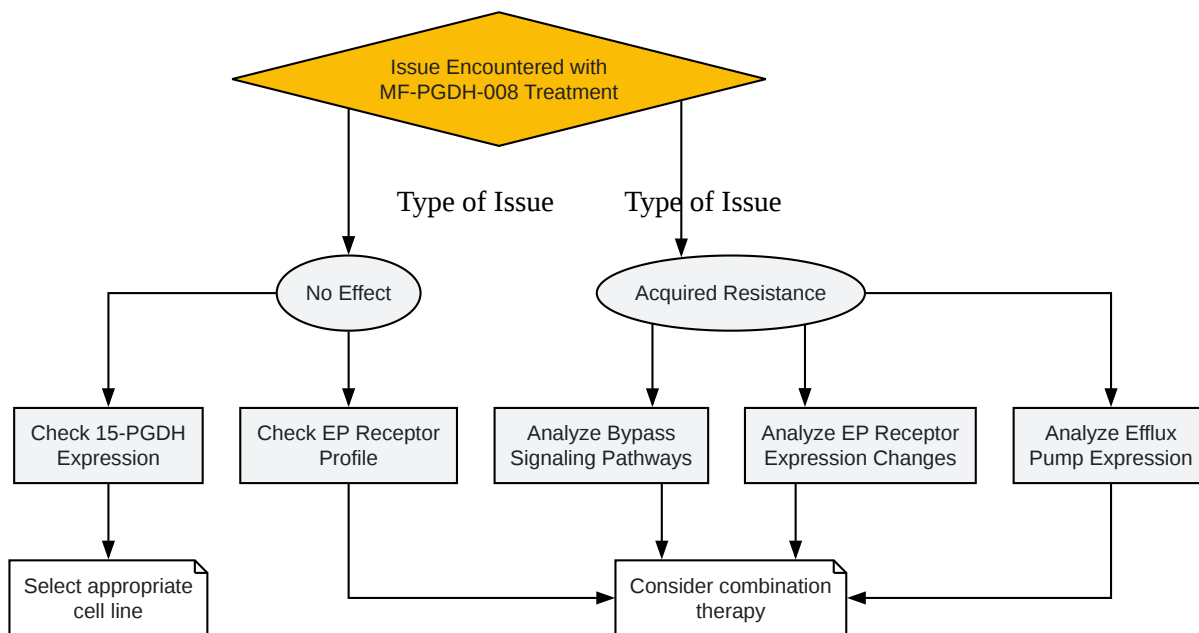 Issue Encountered with
MF-PGDH-008 Treatment
Type of Issue
Type of Issue
No Effect
Acquired Resistance
Check 15-PGDH
Expression
Check EP Receptor
Profile
Analyze Bypass
Signaling Pathways
Analyze EP Receptor
Expression Changes
Analyze Efflux
Pump Expression
Select appropriate
cell line
Consider combination
therapy